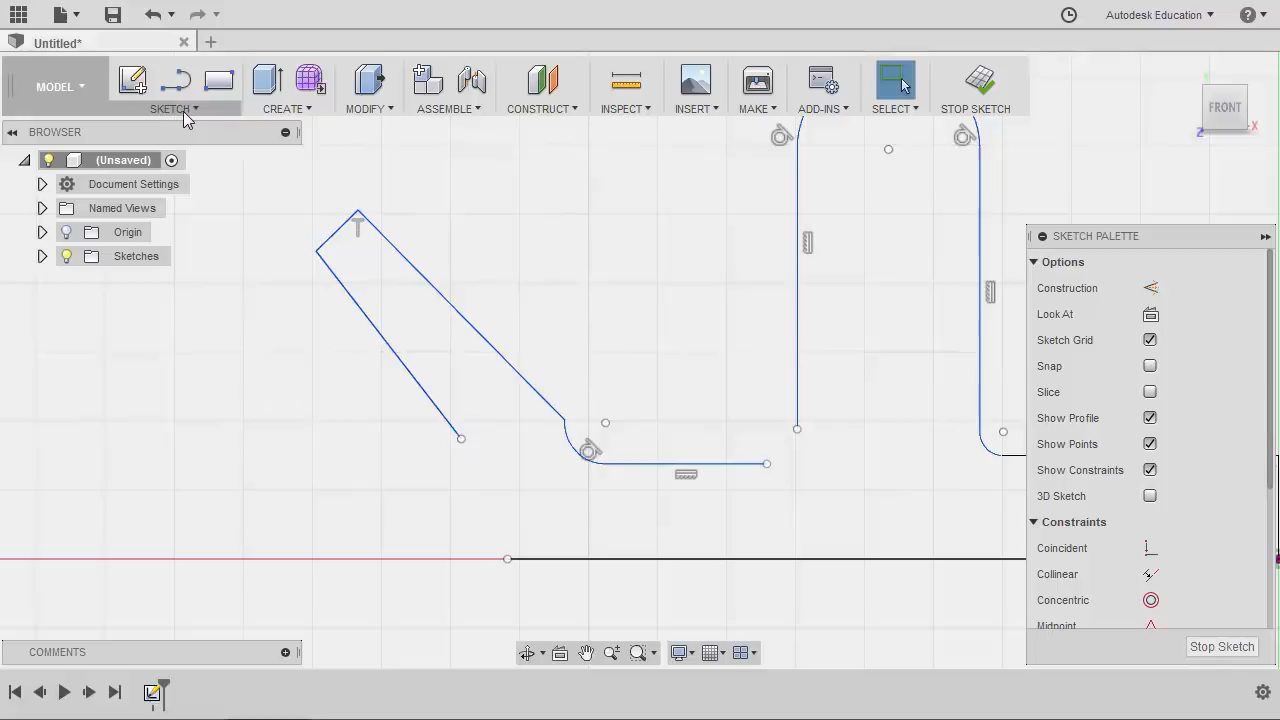 Autodesk Education
Untitled*
MODEL
SKETCH
CREATE
MODIFY
ASSEMBLE
CONSTRUCT
INSPECT
INSERT
MAKE
ADD-INS
SELECT
STOP SKETCH
FRONT
X
Z
BROWSER
(Unsaved)
Document Settings
Named Views
Origin
Sketches
SKETCH PALETTE
Options
Construction
Look At
Sketch Grid
Snap
Slice
Show Profile
Show Points
Show Constraints
3D Sketch
Constraints
Coincident
Collinear
Concentric
Midpoint
Stop Sketch
COMMENTS